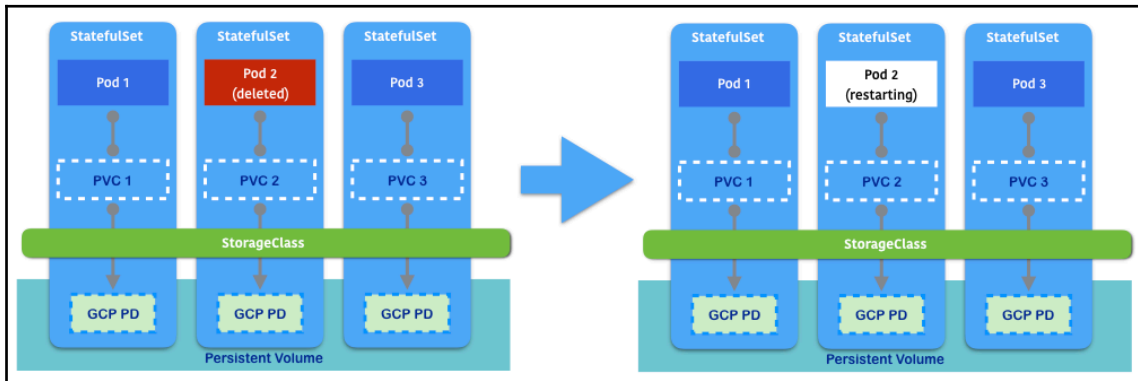 StatefulSet StatefulSet StatefulSet
Pod 1
Pod 2
(deleted)
Pod 3
PVC 1 PVC 2 PVC 3
StorageClass
GCP PD GCP PD GCP PD
Persistent Volume
StatefulSet StatefulSet StatefulSet
Pod 1
Pod 2
(restarting)
Pod 3
PVC 1 PVC 2 PVC 3
StorageClass
GCP PD GCP PD GCP PD
Persistent Volume